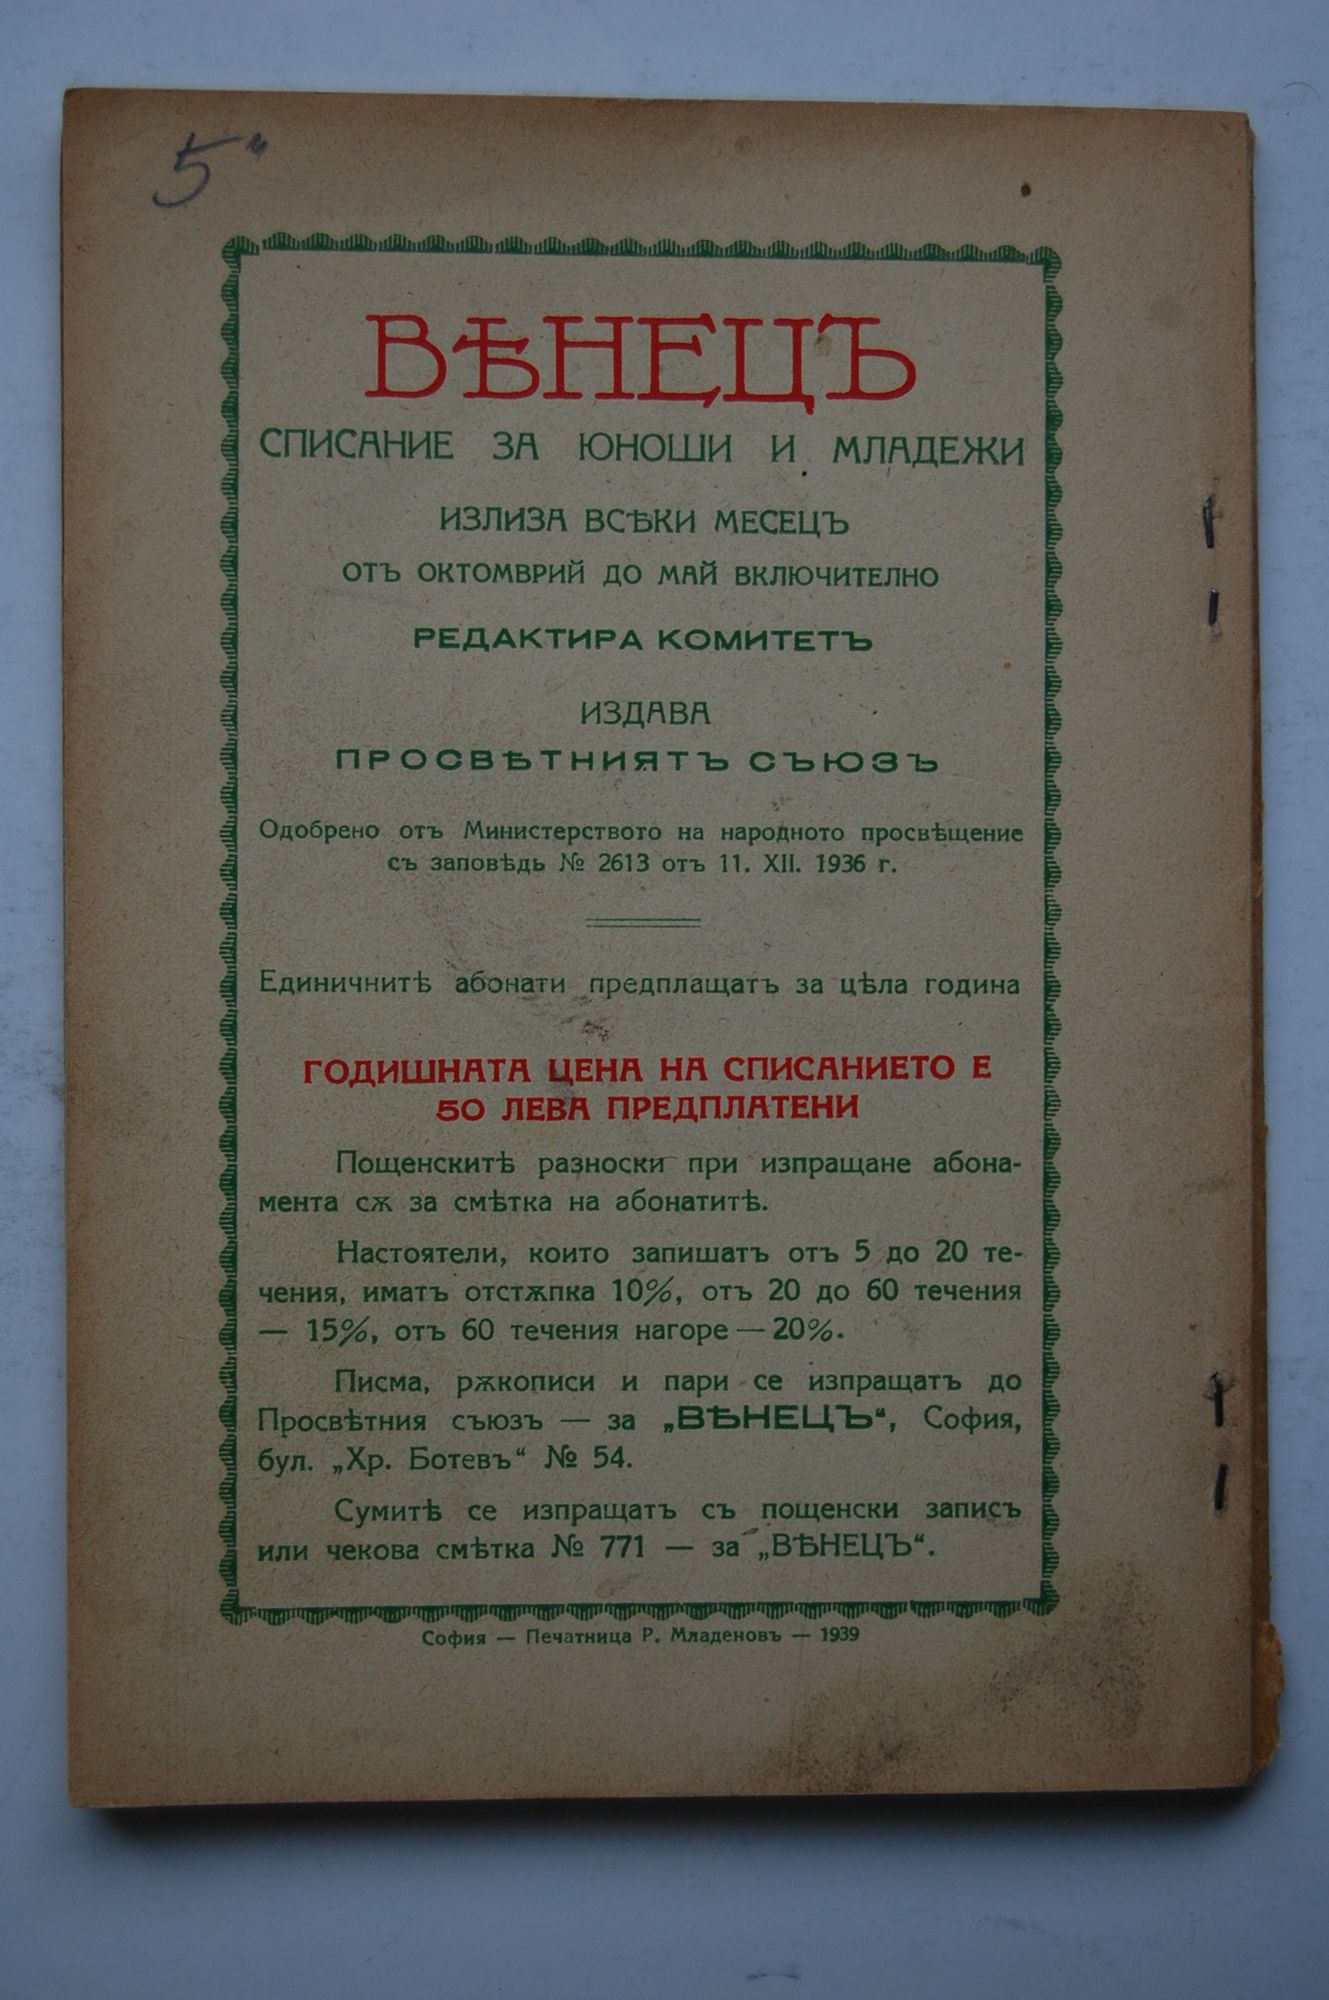 5
ВѢНЕЦЪ
СПИСАНИЕ ЗА ЮНОШИ И МЛАДЕЖИ
ИЗЛИЗА ВСѢКИ МЕСЕЦЪ
ОТЪ ОКТОМВРИЙ ДО МАЙ ВКЛЮЧИТЕЛНО
РЕДАКТИРА КОМИТЕТЪ
ИЗДАВА
ПРОСВѢТНИЯТЪ СЪЮЗЪ
Одобрено отъ Министерството на народното просвѣщение
съ заповѣдь № 2613 отъ 11. XII. 1936 г.
Единичнитѣ абонати предплащатъ за цѣла година
ГОДИШНАТА ЦЕНА НА СПИСАНИЕТО Е
50 ЛЕВА ПРЕДПЛАТЕНИ
Пощенскитѣ разноски при изпращане абона-
мента сѫ за смѣтка на абонатитѣ.
Настоятели, които запишатъ отъ 5 до 20 те-
чения, иматъ отстѫпка 10%, отъ 20 до 60 течения
— 15%, отъ 60 течения нагоре — 20%.
Писма, рѫкописи и пари се изпращатъ до
Просвѣтния съюзъ — за „ВѢНЕЦЪ“, София,
бул. „Хр. Ботевъ“ № 54.
Сумитѣ се изпращатъ съ пощенски записъ
или чекова смѣтка № 771 — за „ВѢНЕЦЪ“.
София — Печатница Р. Младеновъ — 1939